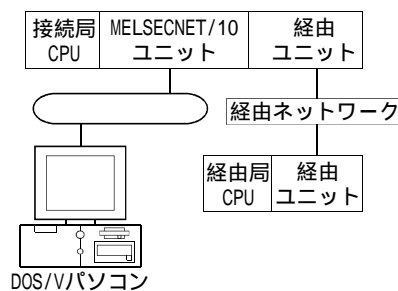 接続局
CPU
MELSECNET/10
ユニット
経由
ユニット
経由ネットワーク
経由局
CPU
経由
ユニット
DOS/Vパソコン